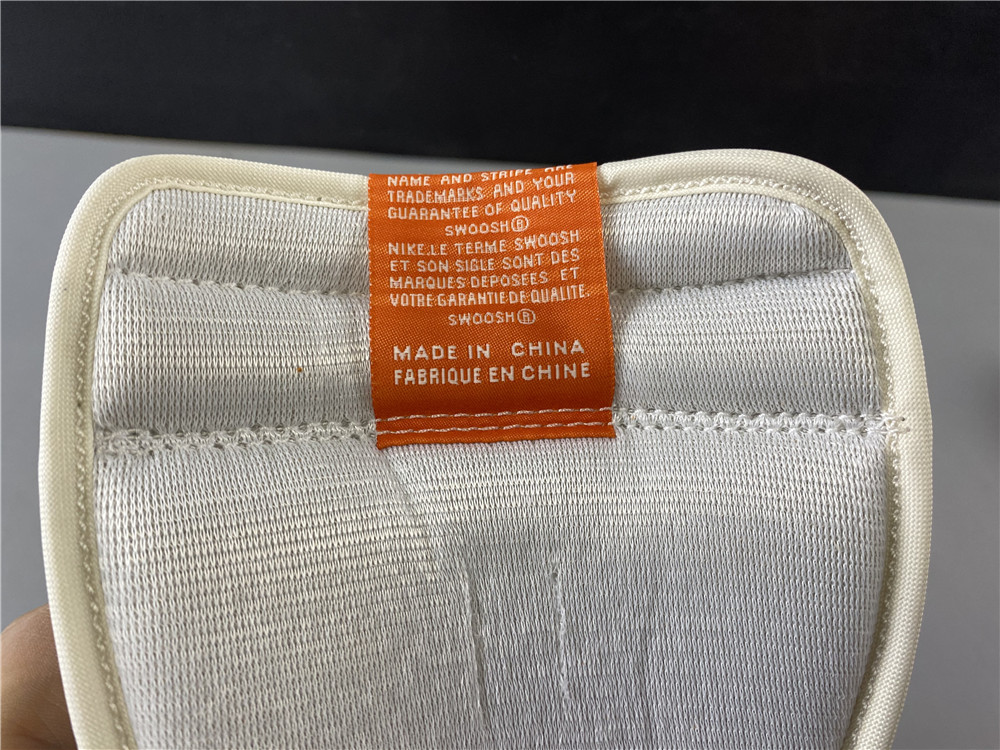 NAME AND STRIPE ARE
TRADEMARKS AND YOUR
GUARANTEE OF QUALITY
SWOOSH®
NIKE.LE TERME SWOOSH
ET SON SIGLE SONT DES
MARQUES DEPOSEES ET
VOTRE GARANTIE DE QUALITE.
SWOOSH®
MADE IN CHINA
FABRIQUE EN CHINE